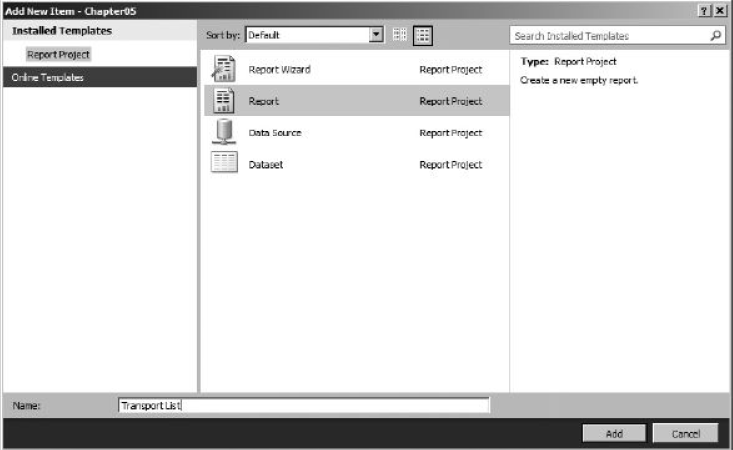 Add New Item - Chapter05
? X
Installed Templates
Report Project
Online Templates
Sort by: Default
Search Installed Templates
Report Wizard Report Project
Report Report Project
Data Source Report Project
Dataset Report Project
Type: Report Project
Create a new empty report.
Name: Transport List
Add Cancel